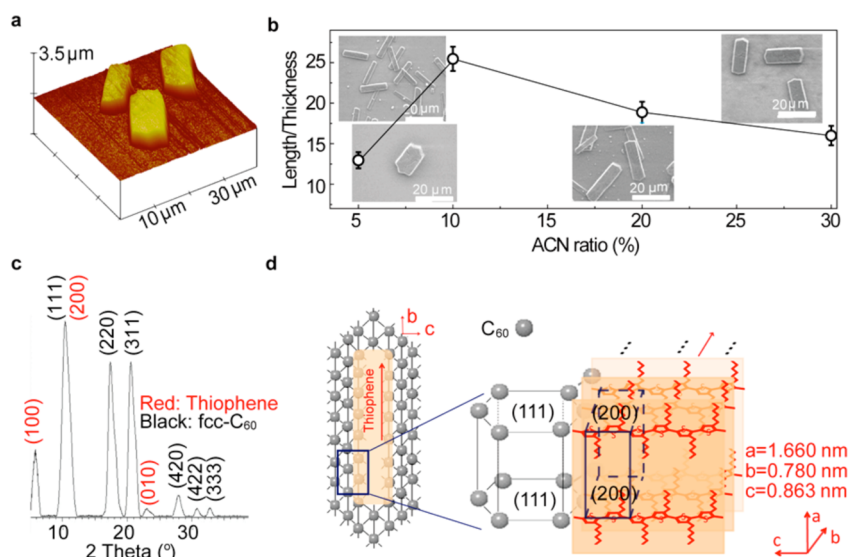 a
3.5 µm
10 µm
30 µm
b
Length/Thickness
25
20
15
10
20 µm
20 µm
20 µm
20 µm
5
10
15
20
25
30
ACN ratio (%)
c
(100)
(111)
(200)
(220)
(311)
Red: Thiophene
Black: fcc-C60
(010)
(420)
(422)
(333)
10
20
30
2 Theta (º)
d
b
c
Thiophene
C60
(111)
(200)
(111)
(200)
a=1.660 nm
b=0.780 nm
c=0.863 nm
a
b
c